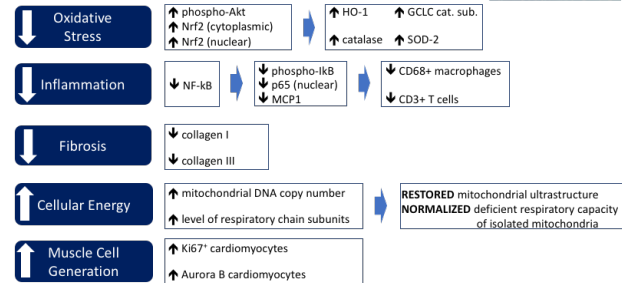 Oxidative
Stress
↑ phospho-Akt
↑ Nrf2 (cytoplasmic)
↑ Nrf2 (nuclear)
↑ HO-1 ↑ GCLC cat. sub.
↑ catalase ↑ SOD-2
Inflammation
↓ NF-kB
↓ phospho-IkB
↓ p65 (nuclear)
↓ MCP1
↓ CD68+ macrophages
↓ CD3+ T cells
Fibrosis
↓ collagen I
↓ collagen III
Cellular Energy
↑ mitochondrial DNA copy number
↑ level of respiratory chain subunits
RESTORED mitochondrial ultrastructure
NORMALIZED deficient respiratory capacity
of isolated mitochondria
Muscle Cell
Generation
↑ Ki67⁺ cardiomyocytes
↑ Aurora B cardiomyocytes